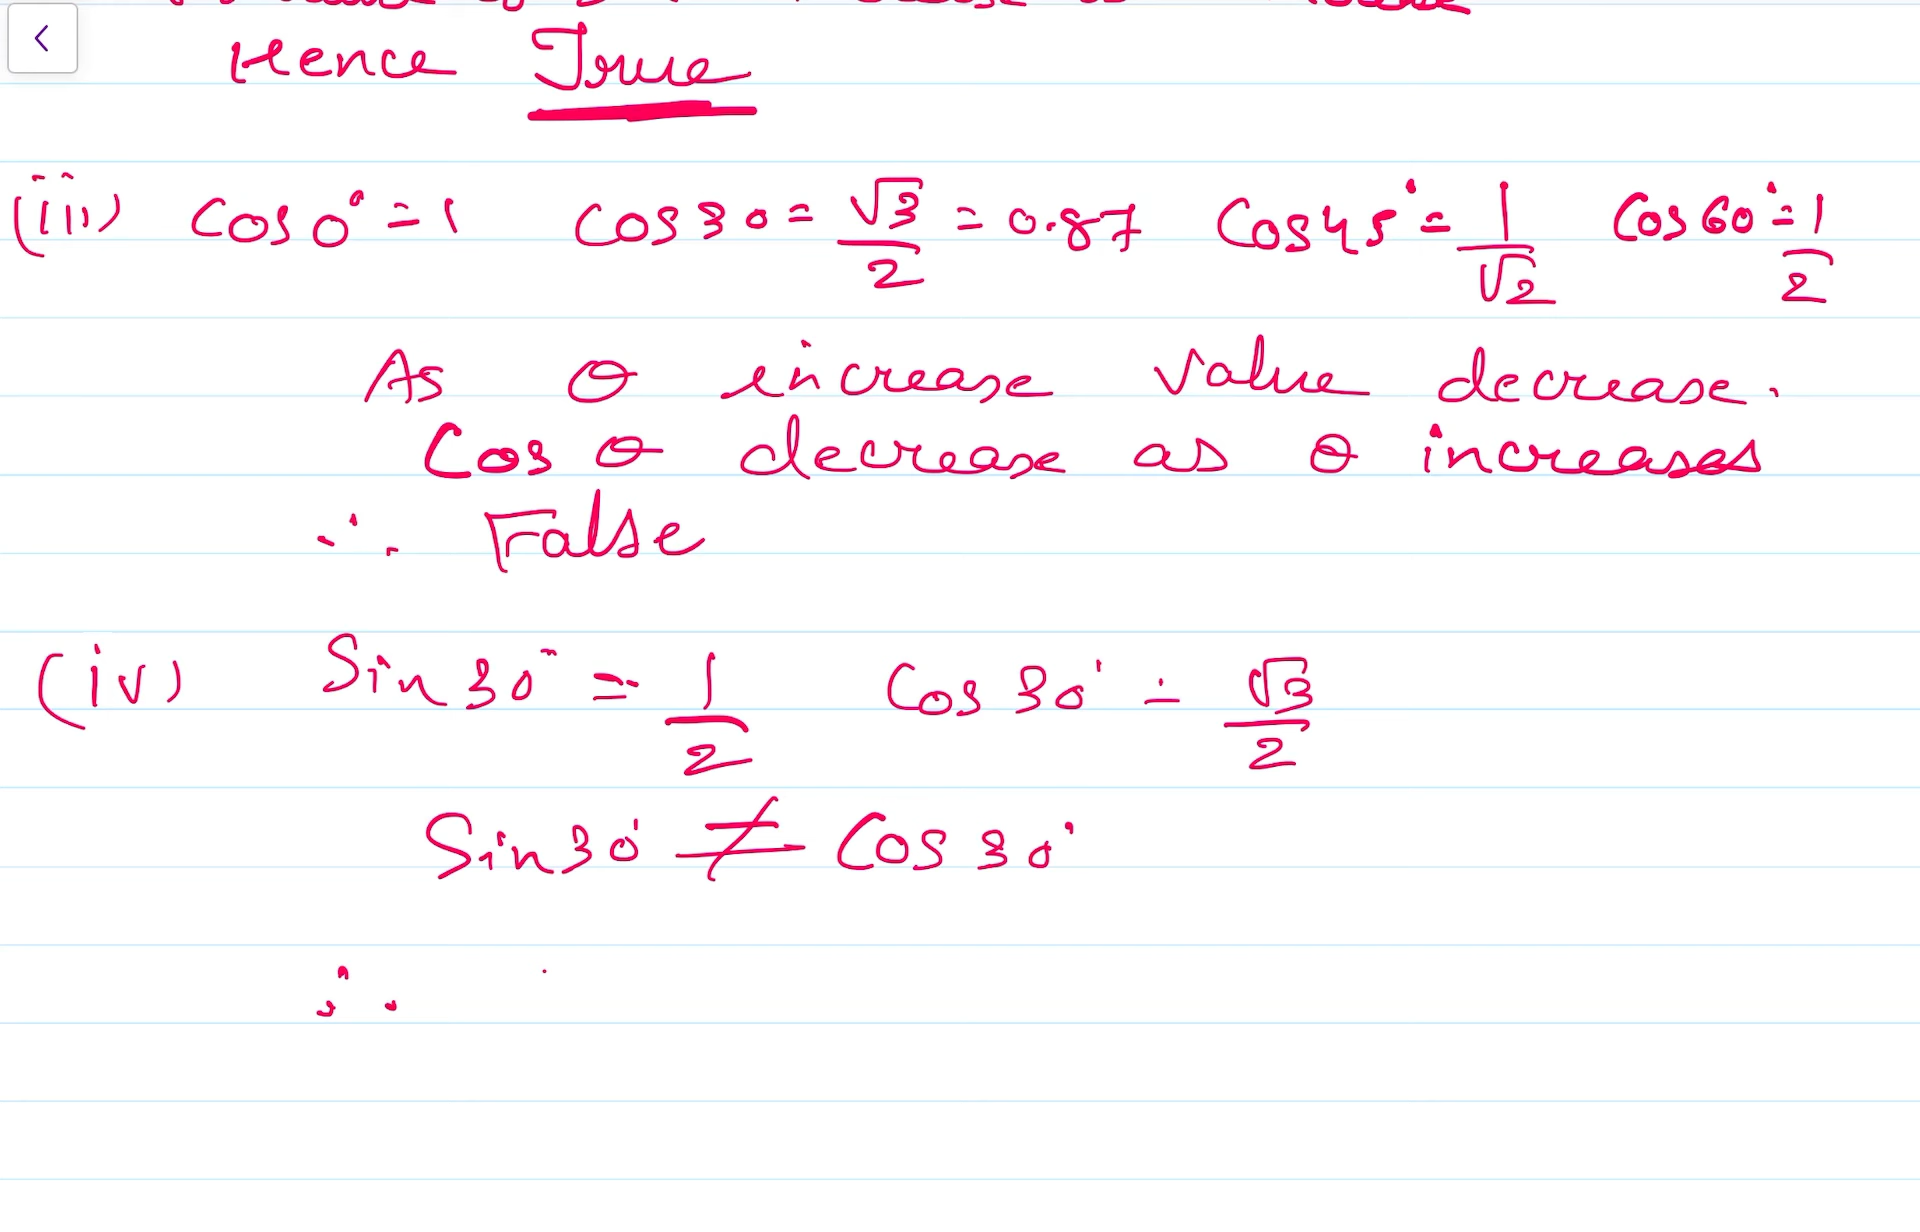 Hence True
(iii) Cos 0° = 1 Cos 30 = √3/2 = 0.87 Cos 45° = 1/√2 Cos 60° = 1/2
As θ increase value decrease.
Cos θ decrease as θ increases
∴ False
(iv) Sin 30° = 1/2 Cos 30° = √3/2
Sin 30° ≠ Cos 30°
∴